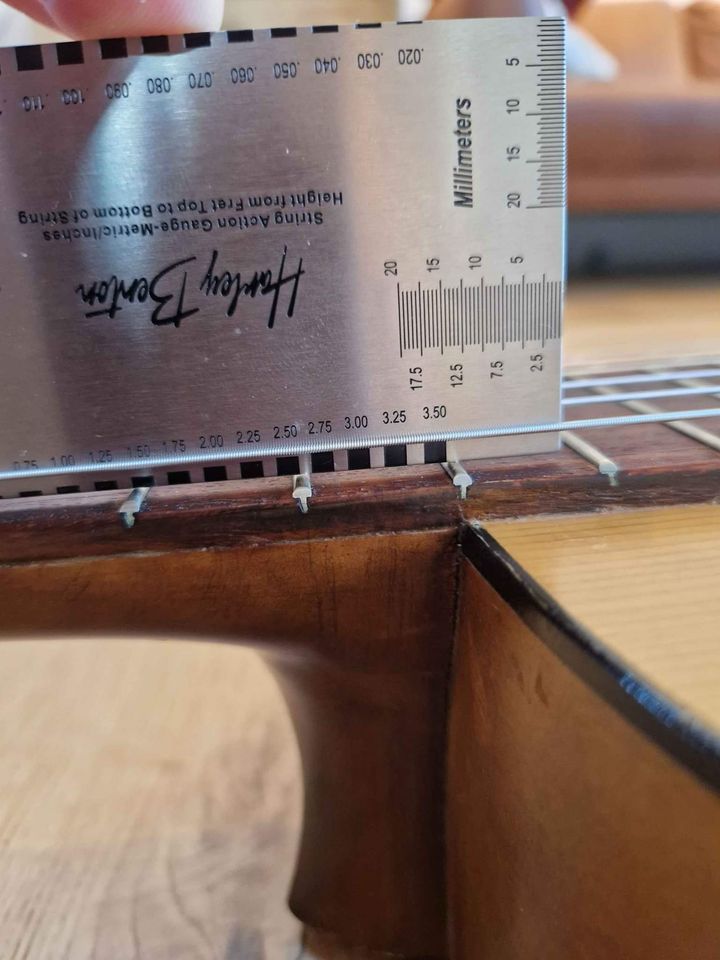 .110 .100 .090 .080 .070 .060 .050 .040 .030 .020
5
10
15
20
Millimeters
String Action Gauge-Metric/Inches
Height from Fret Top to Bottom of String
Harley Benton
20 15 10 5
17.5 12.5 7.5 2.5
0.75 1.00 1.25 1.50 1.75 2.00 2.25 2.50 2.75 3.00 3.25 3.50